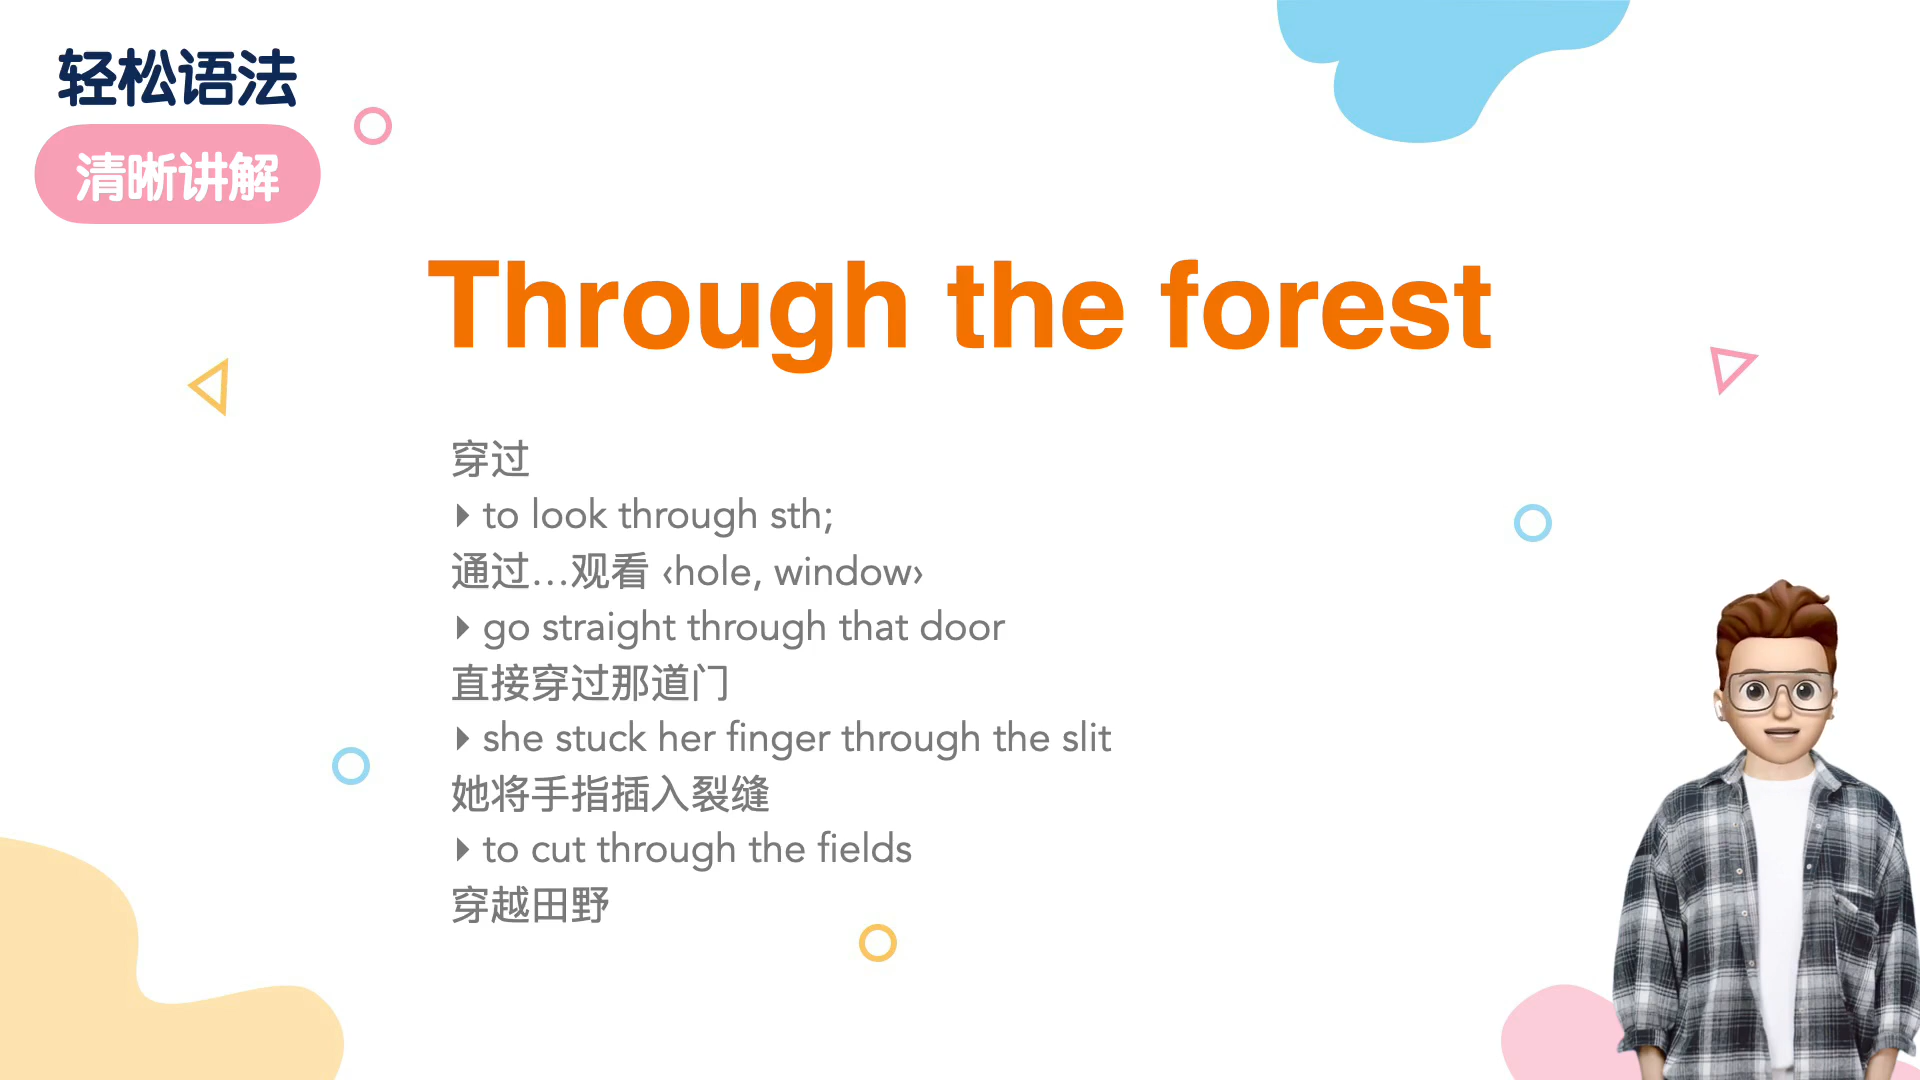 轻松语法
清晰讲解
Through the forest
穿过
▸ to look through sth;
通过…观看 ‹hole, window›
▸ go straight through that door
直接穿过那道门
▸ she stuck her finger through the slit
她将手指插入裂缝
▸ to cut through the fields
穿越田野